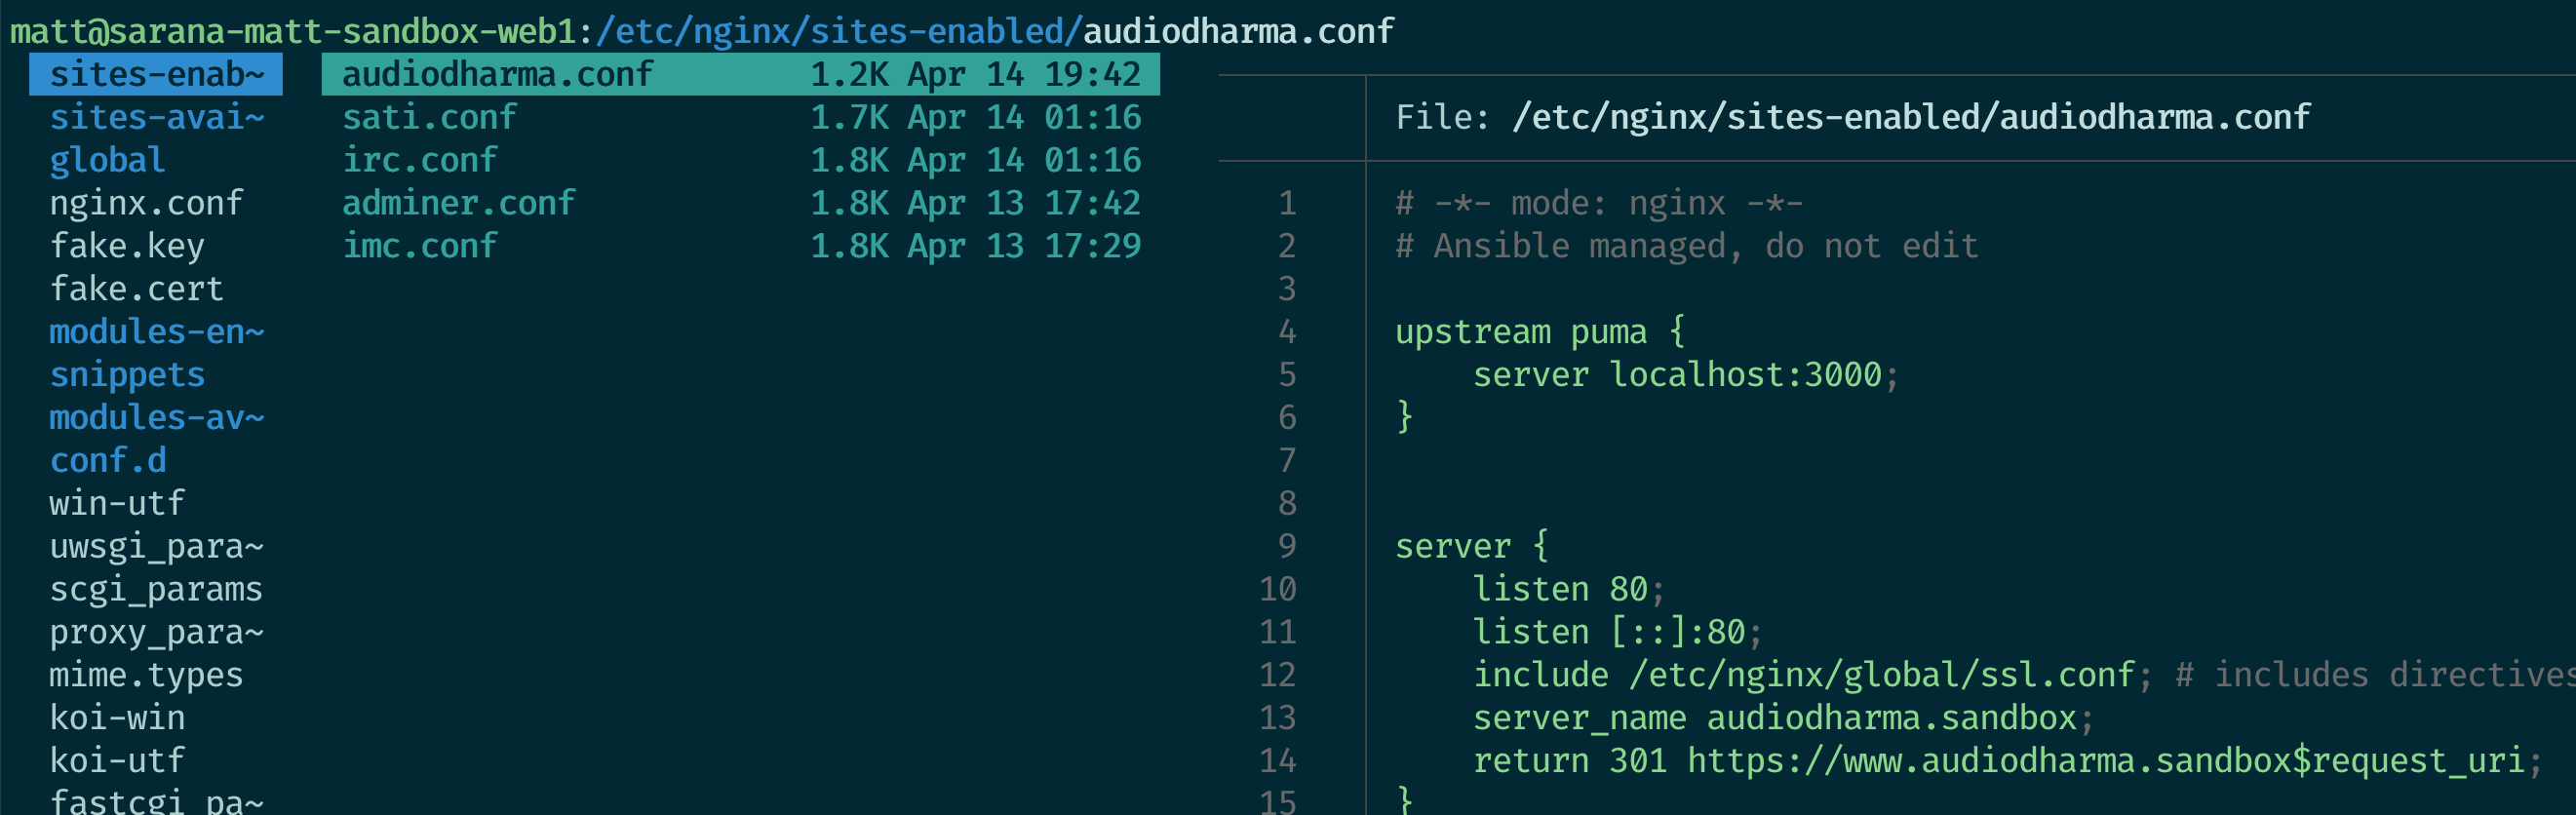 matt@sarana-matt-sandbox-web1:/etc/nginx/sites-enabled/audiodharma.conf
sites-enab~
sites-avai~
global
nginx.conf
fake.key
fake.cert
modules-en~
snippets
modules-av~
conf.d
win-utf
uwsgi_para~
scgi_params
proxy_para~
mime.types
koi-win
koi-utf
fastcgi_pa~
audiodharma.conf 1.2K Apr 14 19:42
sati.conf 1.7K Apr 14 01:16
irc.conf 1.8K Apr 14 01:16
adminer.conf 1.8K Apr 13 17:42
imc.conf 1.8K Apr 13 17:29
File: /etc/nginx/sites-enabled/audiodharma.conf
1 # -*- mode: nginx -*-
2 # Ansible managed, do not edit
3
4 upstream puma {
5     server localhost:3000;
6 }
7
8
9 server {
10     listen 80;
11     listen [::]:80;
12     include /etc/nginx/global/ssl.conf; # includes directives
13     server_name audiodharma.sandbox;
14     return 301 https://www.audiodharma.sandbox$request_uri;
15 }